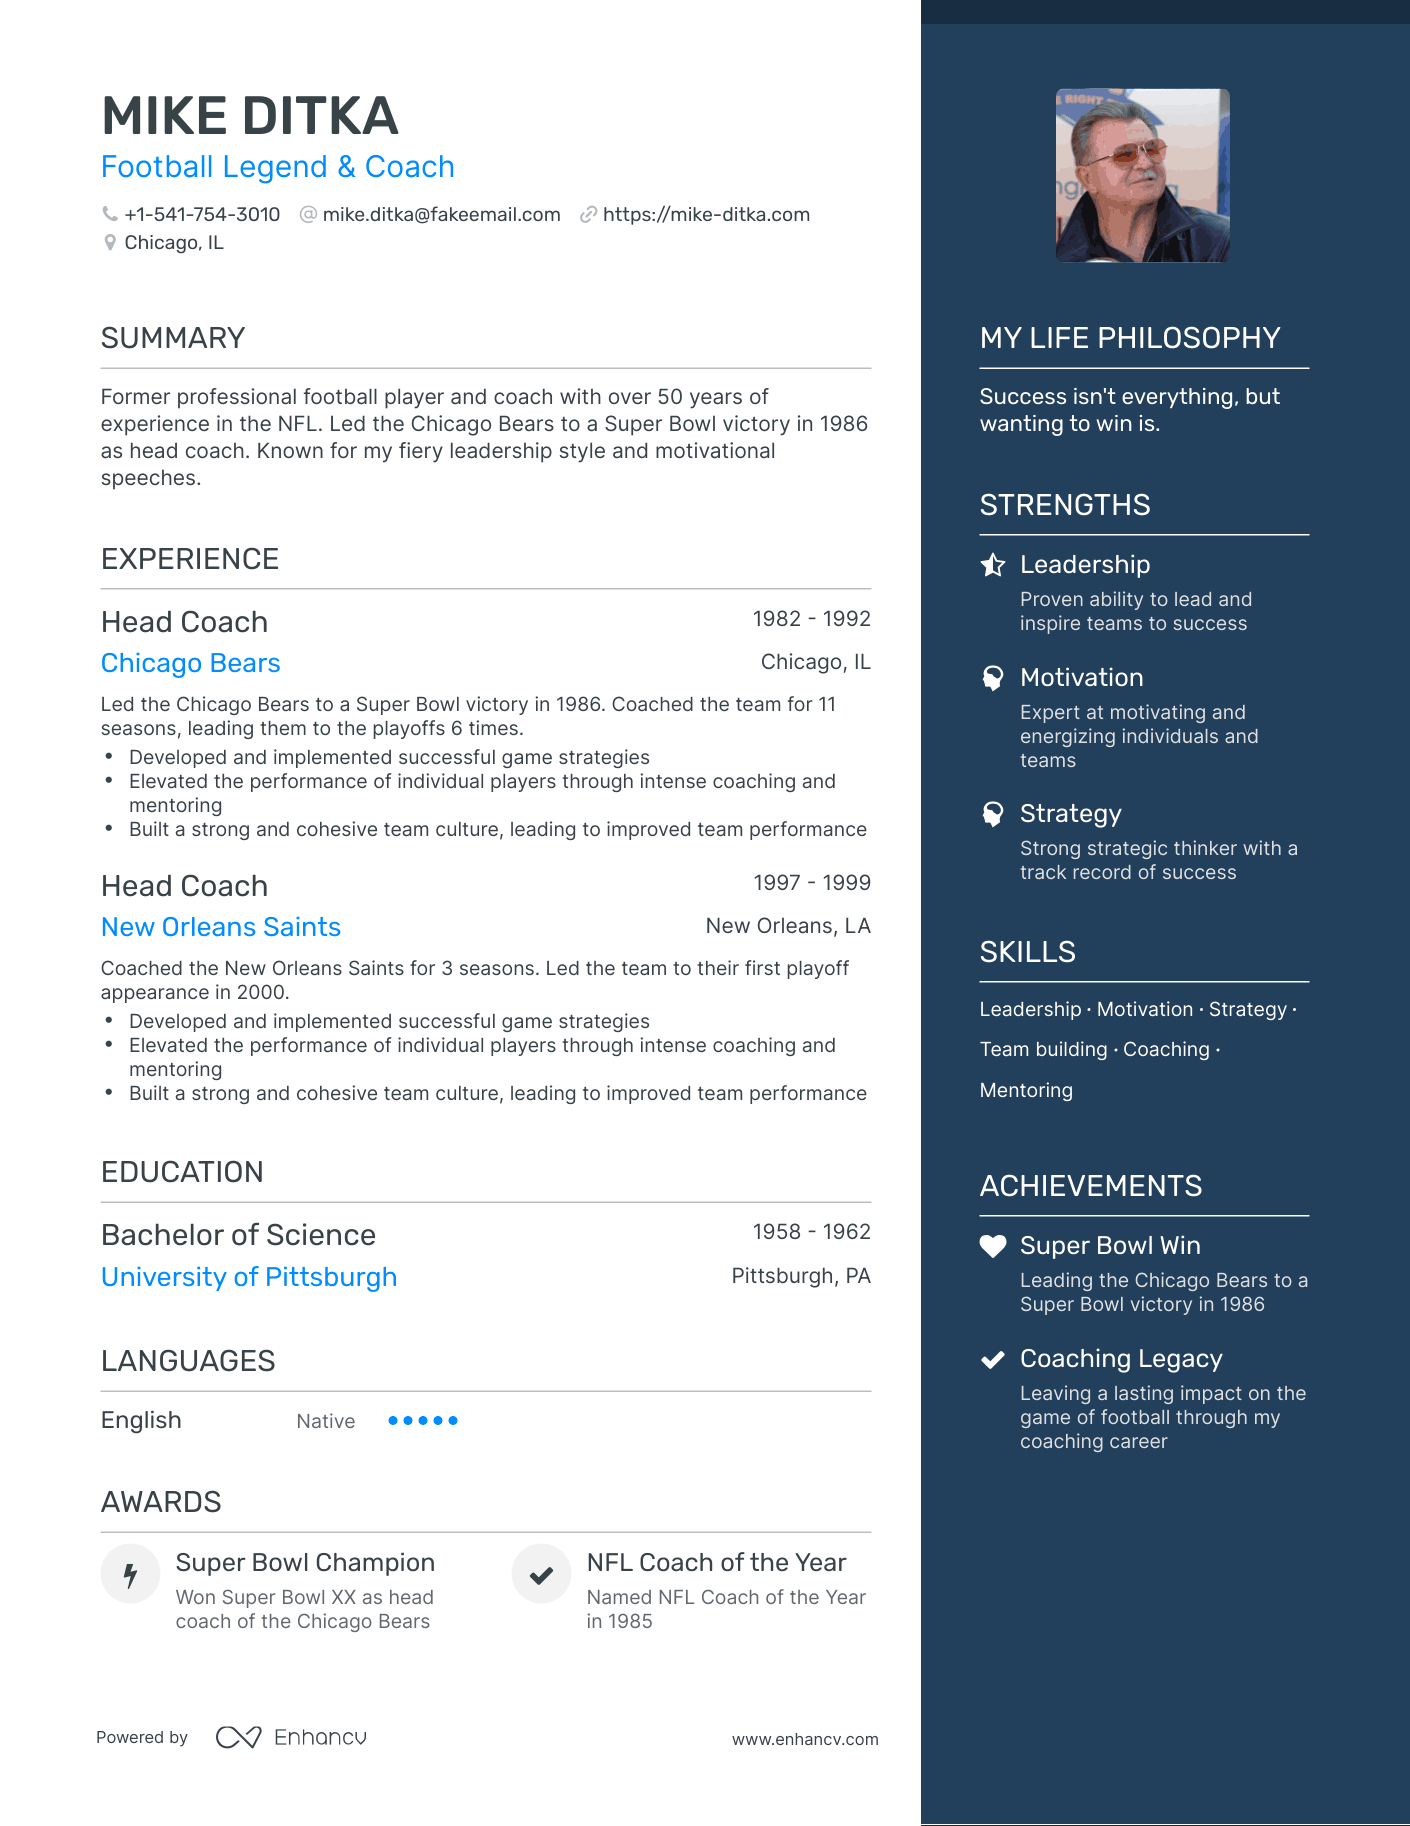 MIKE DITKA
Football Legend & Coach
+1-541-754-3010 @ mike.ditka@fakeemail.com https://mike-ditka.com
Chicago, IL
SUMMARY
Former professional football player and coach with over 50 years of
experience in the NFL. Led the Chicago Bears to a Super Bowl victory in 1986
as head coach. Known for my fiery leadership style and motivational
speeches.
EXPERIENCE
Head Coach 1982 - 1992
Chicago Bears Chicago, IL
Led the Chicago Bears to a Super Bowl victory in 1986. Coached the team for 11
seasons, leading them to the playoffs 6 times.
• Developed and implemented successful game strategies
• Elevated the performance of individual players through intense coaching and
mentoring
• Built a strong and cohesive team culture, leading to improved team performance
Head Coach 1997 - 1999
New Orleans Saints New Orleans, LA
Coached the New Orleans Saints for 3 seasons. Led the team to their first playoff
appearance in 2000.
• Developed and implemented successful game strategies
• Elevated the performance of individual players through intense coaching and
mentoring
• Built a strong and cohesive team culture, leading to improved team performance
EDUCATION
Bachelor of Science 1958 - 1962
University of Pittsburgh Pittsburgh, PA
LANGUAGES
English Native
AWARDS
Super Bowl Champion
Won Super Bowl XX as head
coach of the Chicago Bears
NFL Coach of the Year
Named NFL Coach of the Year
in 1985
Powered by Enhancv www.enhancv.com
RIGHT
MY LIFE PHILOSOPHY
Success isn't everything, but
wanting to win is.
STRENGTHS
Leadership
Proven ability to lead and
inspire teams to success
Motivation
Expert at motivating and
energizing individuals and
teams
Strategy
Strong strategic thinker with a
track record of success
SKILLS
Leadership · Motivation · Strategy ·
Team building · Coaching ·
Mentoring
ACHIEVEMENTS
Super Bowl Win
Leading the Chicago Bears to a
Super Bowl victory in 1986
Coaching Legacy
Leaving a lasting impact on the
game of football through my
coaching career